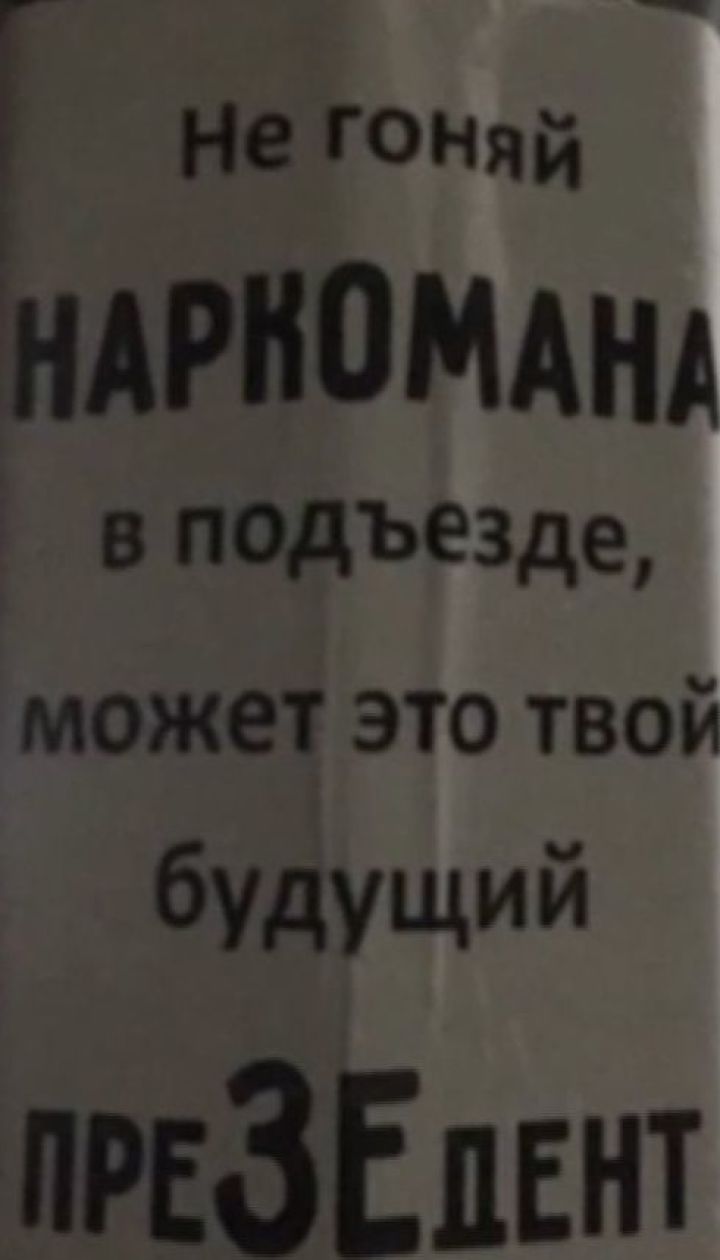 Не гоняй
НАРКОМАНА
в подъезде,
может это твой
будущий
ПРЕЗЕДЕНТ